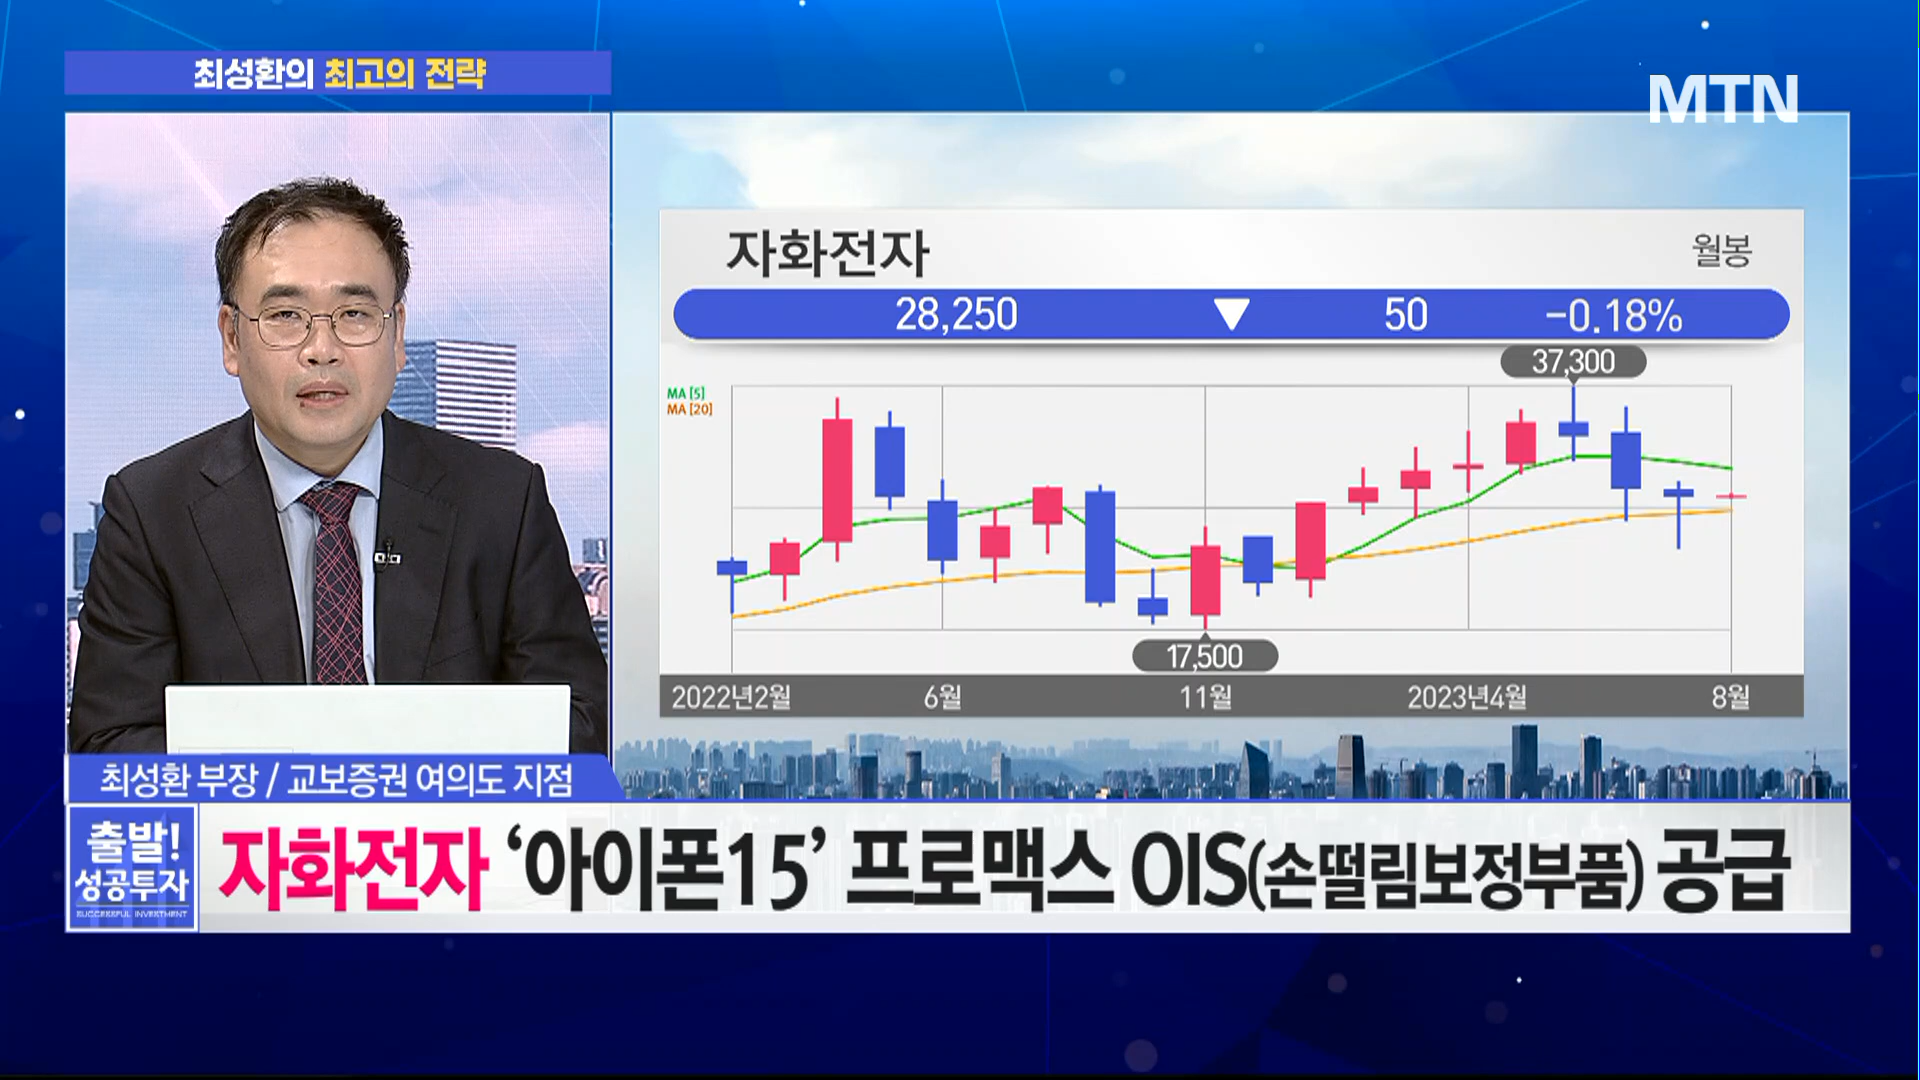 최성환의 최고의 전략
MTN
자화전자
월봉
28,250 ▼ 50 -0.18%
37,300
MA [5]
MA [20]
17,500
2022년2월 6월 11월 2023년4월 8월
최성환 부장 / 교보증권 여의도 지점
출발!
성공투자
SUCCESSFUL INVESTMENT
자화전자 ‘아이폰15’ 프로맥스 OIS(손떨림보정부품) 공급